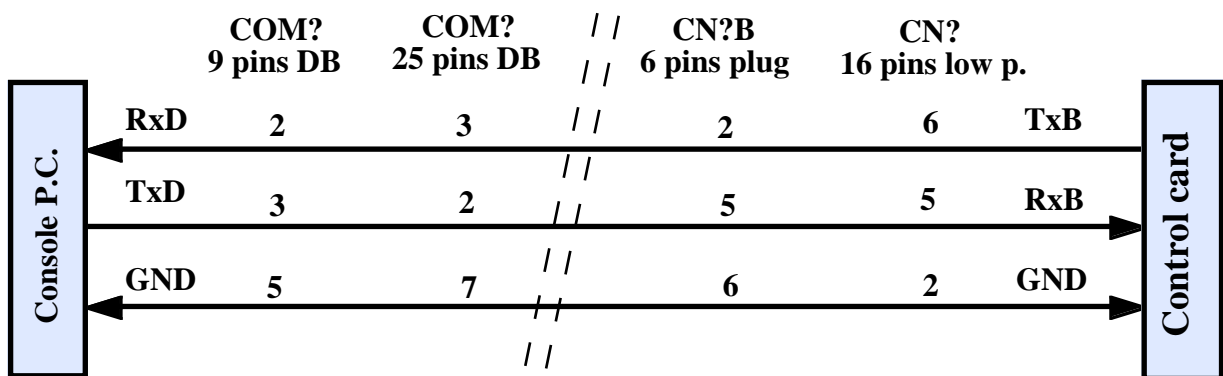 COM? COM? CN?B CN?
9 pins DB 25 pins DB 6 pins plug 16 pins low p.
RxD 2 3 2 6 TxB
TxD 3 2 5 5 RxB
GND 5 7 6 2 GND
Console P.C.
Control card